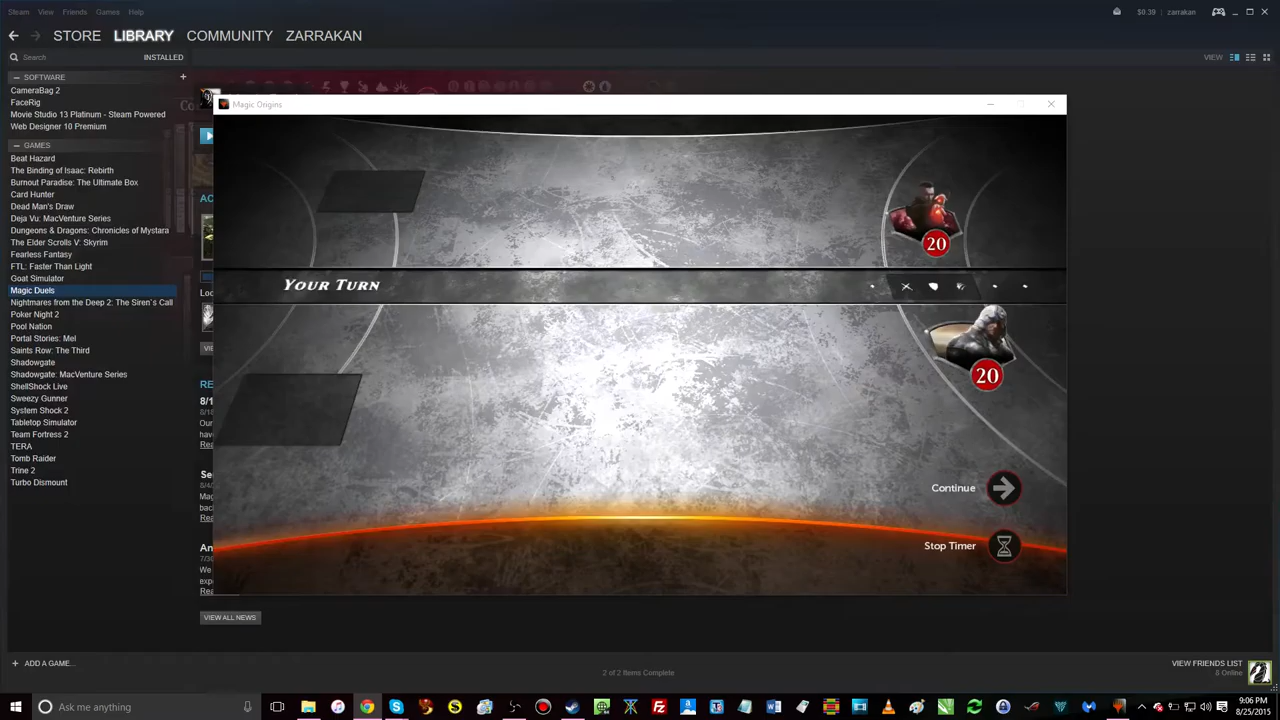 Steam View Friends Games Help
$0.39 zarrakan
STORE LIBRARY COMMUNITY ZARRAKAN
Search INSTALLED
VIEW
SOFTWARE
CameraBag 2
FaceRig
Movie Studio 13 Platinum - Steam Powered
Web Designer 10 Premium
GAMES
Beat Hazard
The Binding of Isaac: Rebirth
Burnout Paradise: The Ultimate Box
Card Hunter
Dead Man's Draw
Deja Vu: MacVenture Series
Dungeons & Dragons: Chronicles of Mystara
The Elder Scrolls V: Skyrim
Fearless Fantasy
FTL: Faster Than Light
Goat Simulator
Magic Duels
Nightmares from the Deep 2: The Siren`s Call
Poker Night 2
Pool Nation
Portal Stories: Mel
Saints Row: The Third
Shadowgate
Shadowgate: MacVenture Series
ShellShock Live
Sweezy Gunner
System Shock 2
Tabletop Simulator
Team Fortress 2
TERA
Tomb Raider
Trine 2
Turbo Dismount
Magic Origins
20
YOUR TURN
20
Continue
Stop Timer
VIEW ALL NEWS
ADD A GAME...
2 of 2 Items Complete
VIEW FRIENDS LIST
8 Online
Ask me anything
9:06 PM
8/25/2015